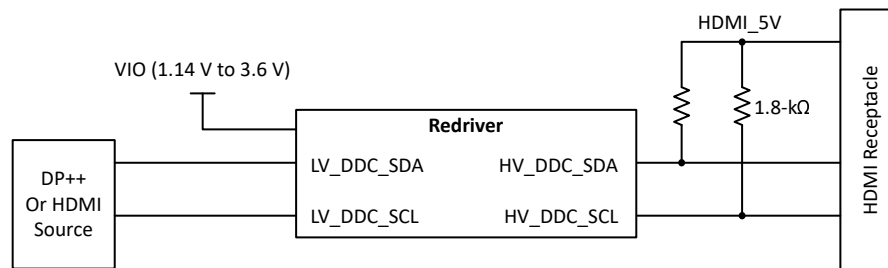 HDMI_5V
VIO (1.14 V to 3.6 V)
1.8-kΩ
Redriver
DP++
Or HDMI
Source
LV_DDC_SDA
HV_DDC_SDA
LV_DDC_SCL
HV_DDC_SCL
HDMI Receptacle